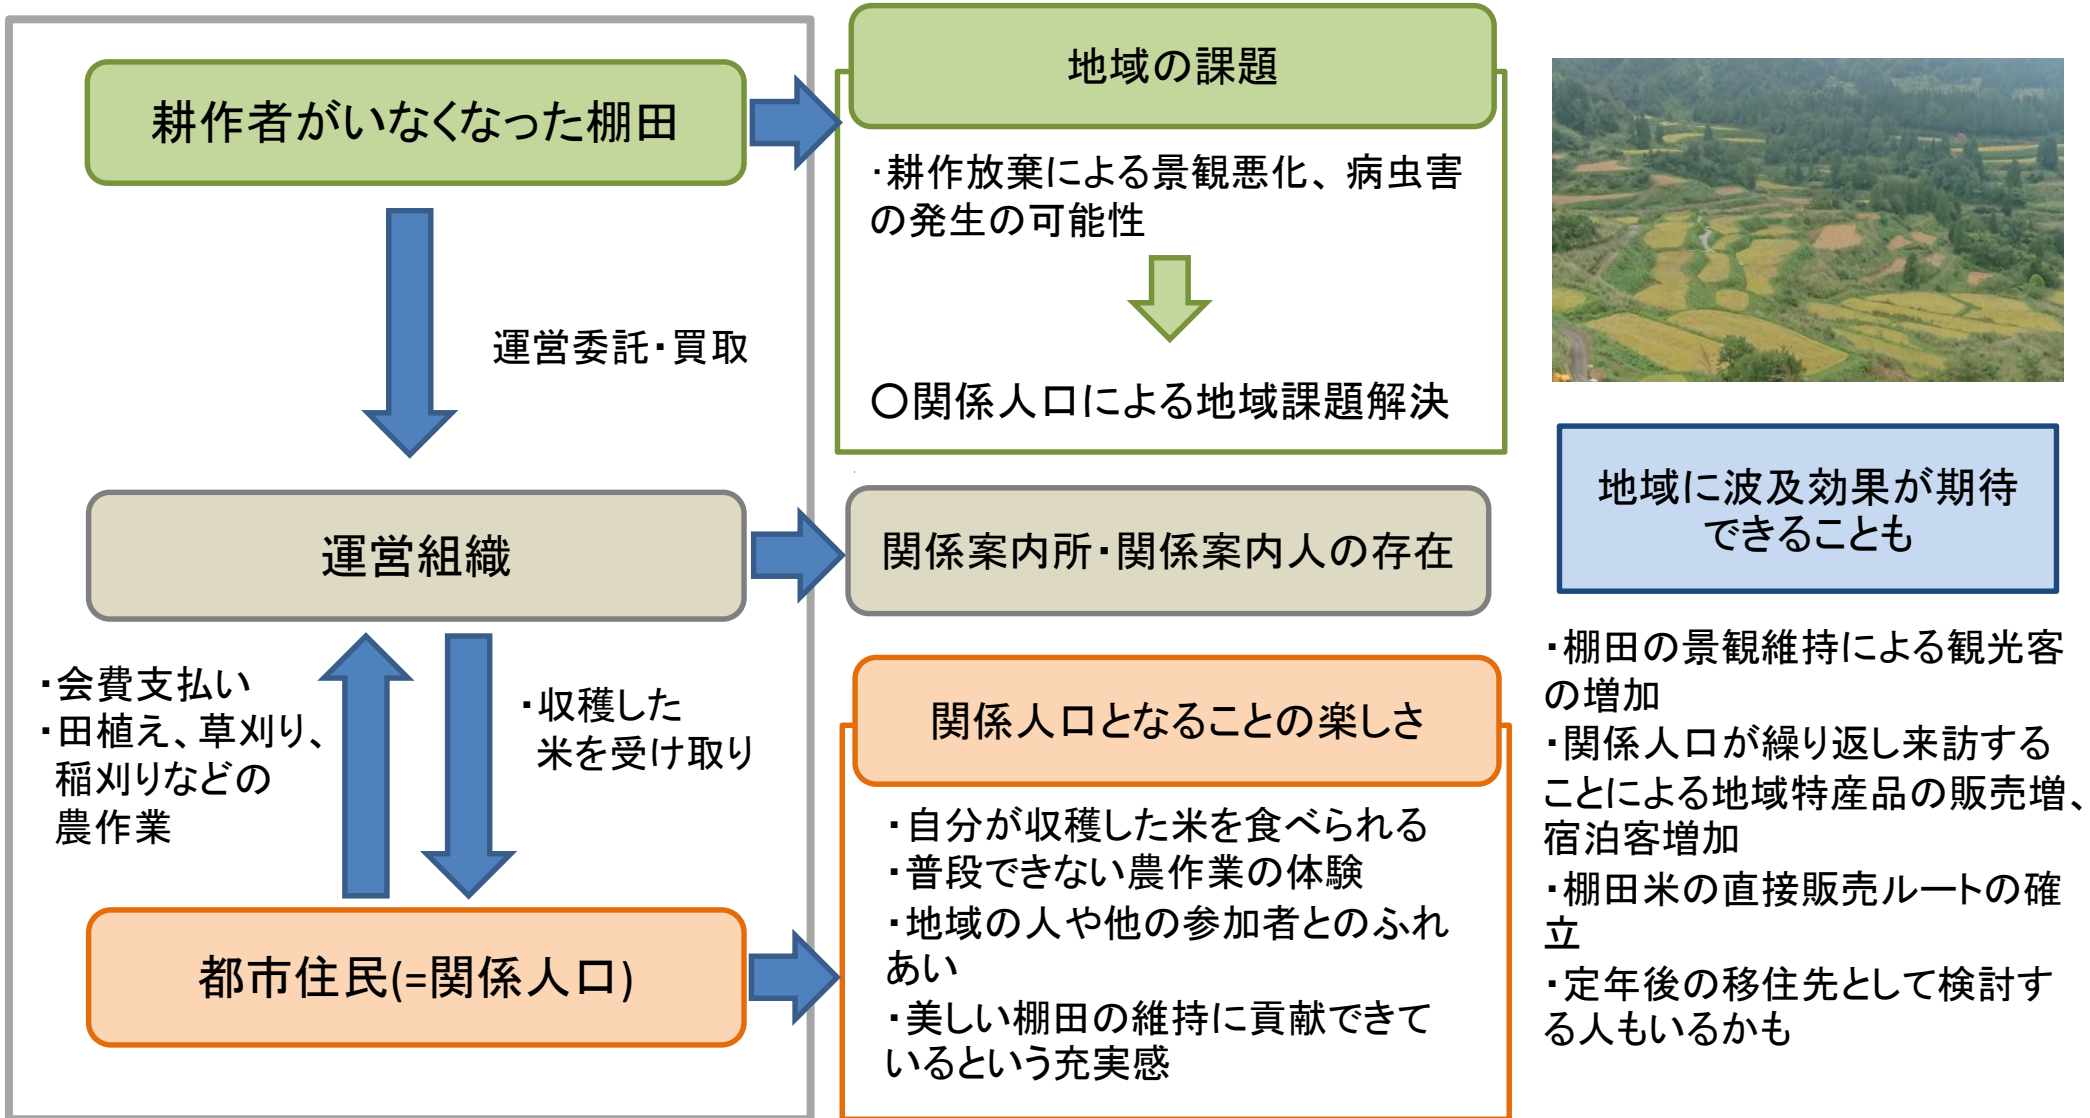 耕作者がいなくなった棚田
運営委託・買取
運営組織
・会費支払い
・田植え、草刈り、
稲刈りなどの
農作業
・収穫した
米を受け取り
都市住民(=関係人口)
地域の課題
・耕作放棄による景観悪化、病虫害
の発生の可能性
〇関係人口による地域課題解決
関係案内所・関係案内人の存在
関係人口となることの楽しさ
・自分が収穫した米を食べられる
・普段できない農作業の体験
・地域の人や他の参加者とのふれ
あい
・美しい棚田の維持に貢献できて
いるという充実感
地域に波及効果が期待
できることも
・棚田の景観維持による観光客
の増加
・関係人口が繰り返し来訪する
ことによる地域特産品の販売増、
宿泊客増加
・棚田米の直接販売ルートの確
立
・定年後の移住先として検討す
る人もいるかも